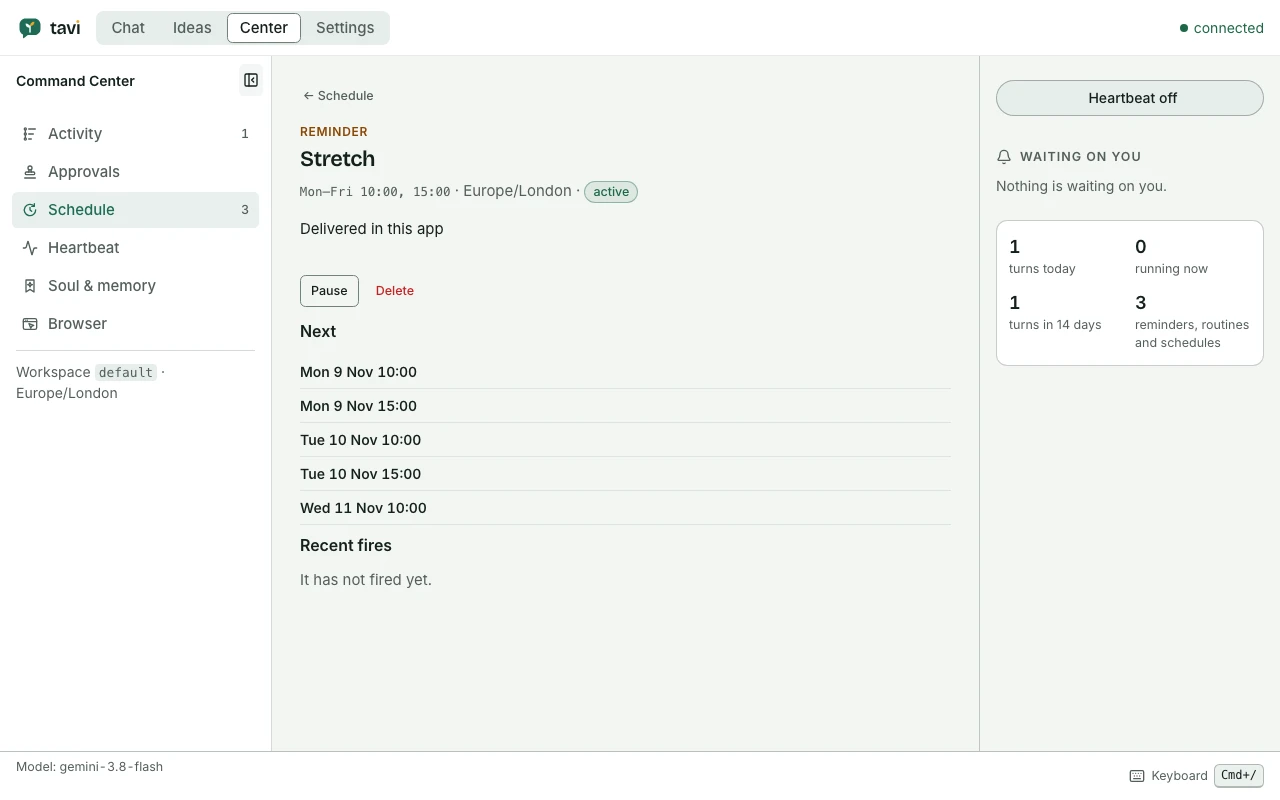 tavi
Chat
Ideas
Center
Settings
connected
Command Center
Activity 1
Approvals
Schedule 3
Heartbeat
Soul & memory
Browser
Workspace default ·
Europe/London
← Schedule
REMINDER
Stretch
Mon–Fri 10:00, 15:00 · Europe/London · active
Delivered in this app
Pause
Delete
Next
Mon 9 Nov 10:00
Mon 9 Nov 15:00
Tue 10 Nov 10:00
Tue 10 Nov 15:00
Wed 11 Nov 10:00
Recent fires
It has not fired yet.
Heartbeat off
WAITING ON YOU
Nothing is waiting on you.
1
turns today
0
running now
1
turns in 14 days
3
reminders, routines
and schedules
Model: gemini-3.8-flash
Keyboard Cmd+/